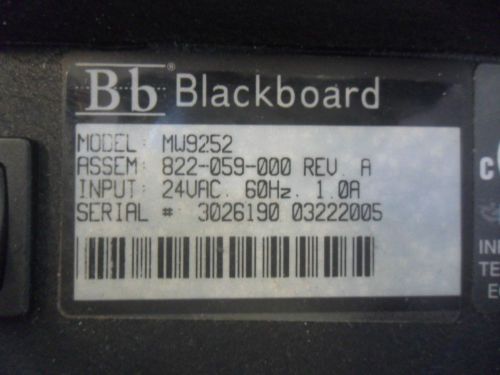 Bb® Blackboard
MODEL: MW9252
ASSEM: 822-059-000 REV. A
INPUT: 24VAC. 60Hz. 1.0A
SERIAL #: 3026190 03222005